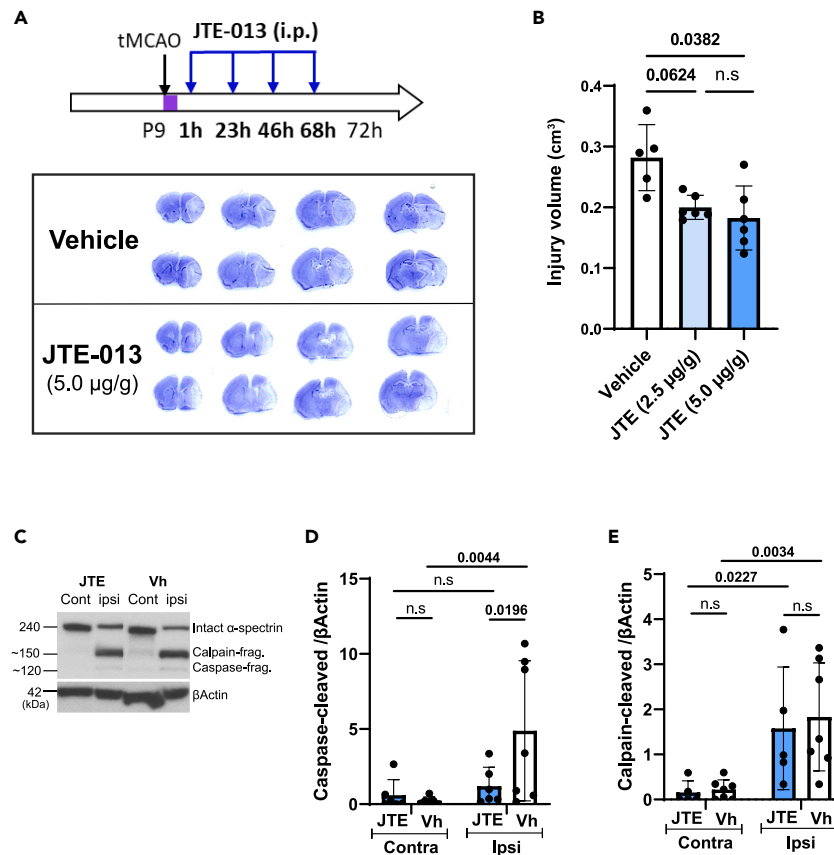 A
JTE-013 (i.p.)
tMCAO
P9 1h 23h 46h 68h 72h
Vehicle
JTE-013
(5.0 µg/g)
B
0.0382
0.0624 n.s
Injury volume (cm³)
0.4
0.3
0.2
0.1
0.0
Vehicle
JTE (2.5 µg/g)
JTE (5.0 µg/g)
C
JTE Vh
Cont ipsi Cont ipsi
240 Intact α-spectrin
~150 Calpain-frag.
~120 Caspase-frag.
42 βActin
(kDa)
D
0.0044
n.s
n.s 0.0196
Caspase-cleaved /βActin
15
10
5
0
JTE Vh JTE Vh
Contra Ipsi
E
0.0034
0.0227
n.s n.s
Calpain-cleaved /βActin
5
4
3
2
1
0
JTE Vh JTE Vh
Contra Ipsi